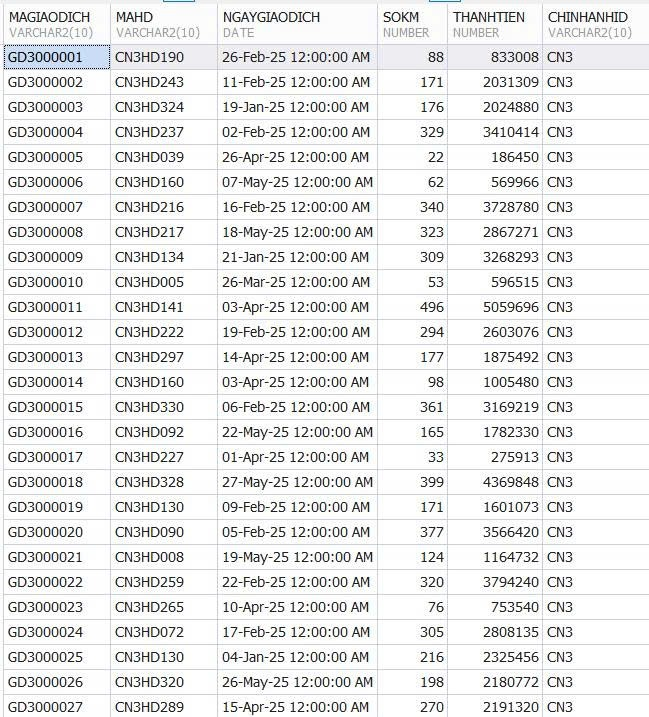 MAGIAODICH MAHD NGAYGIAODICH SOKM THANHTIEN CHINHANHID
VARCHAR2(10) VARCHAR2(10) DATE NUMBER NUMBER VARCHAR2(10)
GD3000001 CN3HD190 26-Feb-25 12:00:00 AM 88 833008 CN3
GD3000002 CN3HD243 11-Feb-25 12:00:00 AM 171 2031309 CN3
GD3000003 CN3HD324 19-Jan-25 12:00:00 AM 176 2024880 CN3
GD3000004 CN3HD237 02-Feb-25 12:00:00 AM 329 3410414 CN3
GD3000005 CN3HD039 26-Apr-25 12:00:00 AM 22 186450 CN3
GD3000006 CN3HD160 07-May-25 12:00:00 AM 62 569966 CN3
GD3000007 CN3HD216 16-Feb-25 12:00:00 AM 340 3728780 CN3
GD3000008 CN3HD217 18-May-25 12:00:00 AM 323 2867271 CN3
GD3000009 CN3HD134 21-Jan-25 12:00:00 AM 309 3268293 CN3
GD3000010 CN3HD005 26-Mar-25 12:00:00 AM 53 596515 CN3
GD3000011 CN3HD141 03-Apr-25 12:00:00 AM 496 5059696 CN3
GD3000012 CN3HD222 19-Feb-25 12:00:00 AM 294 2603076 CN3
GD3000013 CN3HD297 14-Apr-25 12:00:00 AM 177 1875492 CN3
GD3000014 CN3HD160 03-Apr-25 12:00:00 AM 98 1005480 CN3
GD3000015 CN3HD330 06-Feb-25 12:00:00 AM 361 3169219 CN3
GD3000016 CN3HD092 22-May-25 12:00:00 AM 165 1782330 CN3
GD3000017 CN3HD227 01-Apr-25 12:00:00 AM 33 275913 CN3
GD3000018 CN3HD328 27-May-25 12:00:00 AM 399 4369848 CN3
GD3000019 CN3HD130 09-Feb-25 12:00:00 AM 171 1601073 CN3
GD3000020 CN3HD090 05-Feb-25 12:00:00 AM 377 3566420 CN3
GD3000021 CN3HD008 19-May-25 12:00:00 AM 124 1164732 CN3
GD3000022 CN3HD259 22-Feb-25 12:00:00 AM 320 3794240 CN3
GD3000023 CN3HD265 10-Apr-25 12:00:00 AM 76 753540 CN3
GD3000024 CN3HD072 17-Feb-25 12:00:00 AM 305 2808135 CN3
GD3000025 CN3HD130 04-Jan-25 12:00:00 AM 216 2325456 CN3
GD3000026 CN3HD320 26-May-25 12:00:00 AM 198 2180772 CN3
GD3000027 CN3HD289 15-Apr-25 12:00:00 AM 270 2191320 CN3